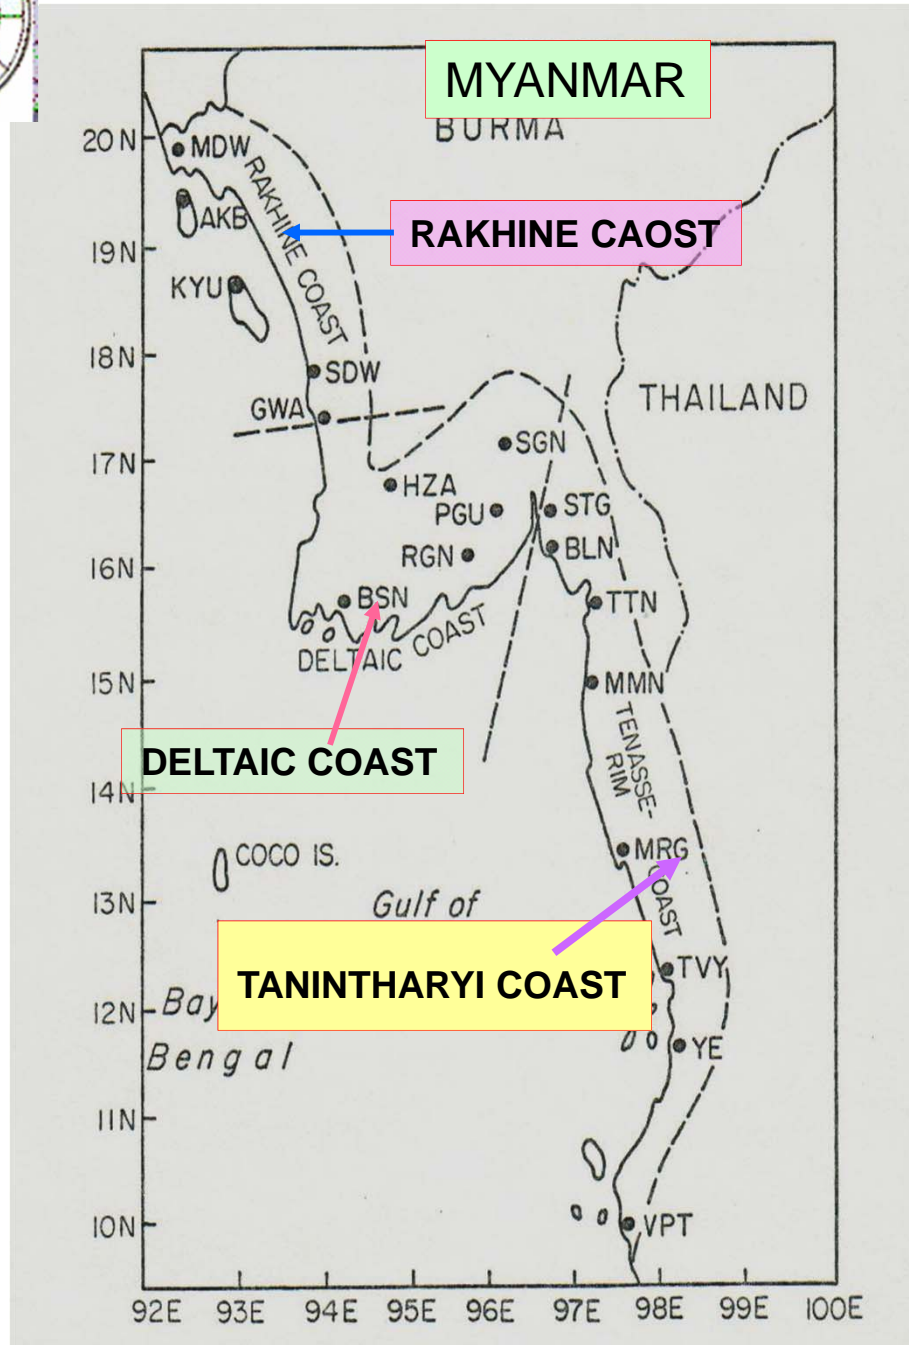 MYANMAR
BURMA
20N
MDW
RAKHINE COAST
AKB
RAKHINE CAOST
19N
KYU
18N
SDW
THAILAND
GWA
SGN
17N
HZA
PGU
STG
RGN
BLN
16N
BSN
TTN
DELTAIC COAST
15N
MMN
TENASSE-
RIM
COAST
DELTAIC COAST
14N
MRG
COCO IS.
13N
Gulf of
TANINTHARYI COAST
TVY
12N
Bay
YE
Bengal
11N
10N
VPT
92E 93E 94E 95E 96E 97E 98E 99E 100E